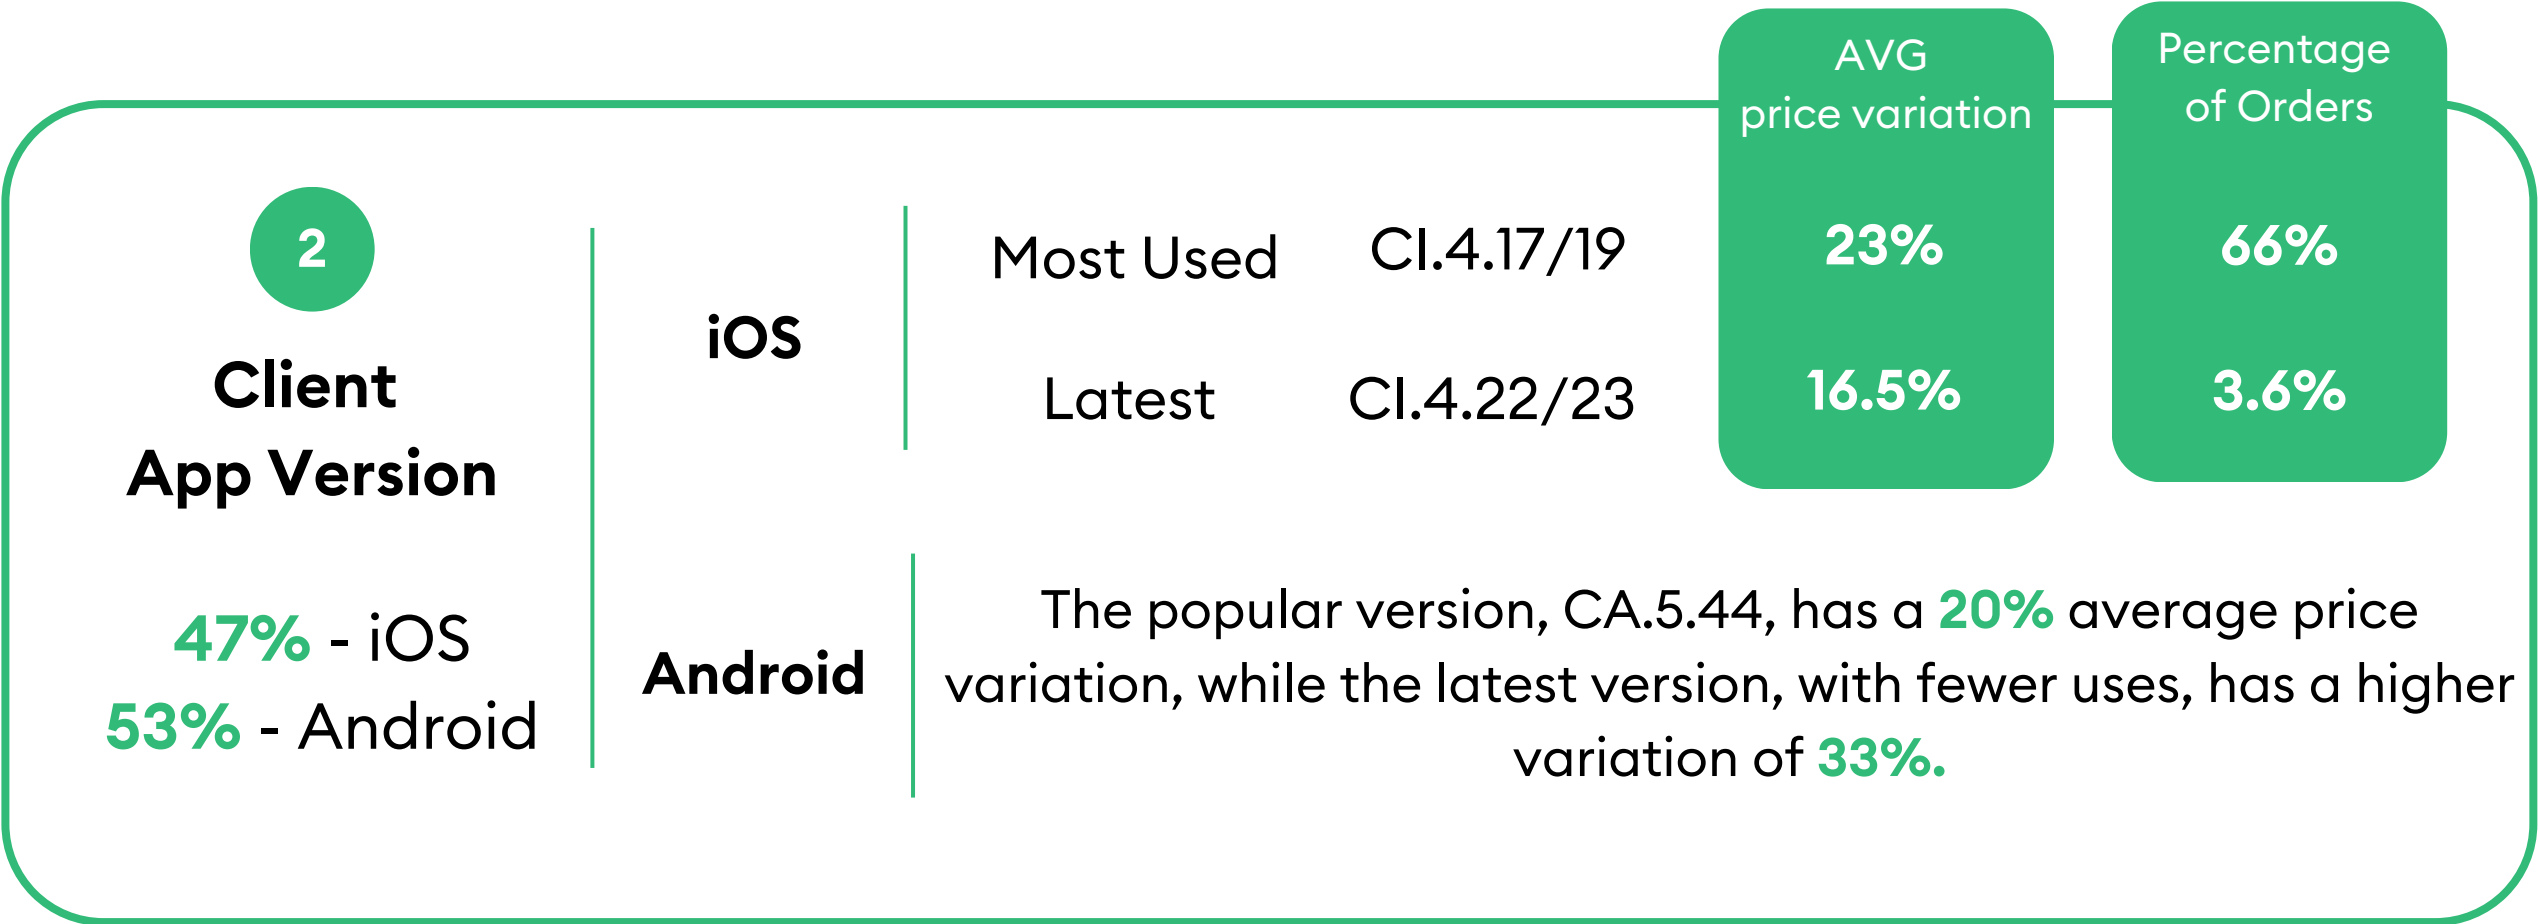 AVG
price variation
Percentage
of Orders
2
Client
App Version
47% - iOS
53% - Android
iOS
Most Used CI.4.17/19 23% 66%
Latest CI.4.22/23 16.5% 3.6%
Android
The popular version, CA.5.44, has a 20% average price
variation, while the latest version, with fewer uses, has a higher
variation of 33%.